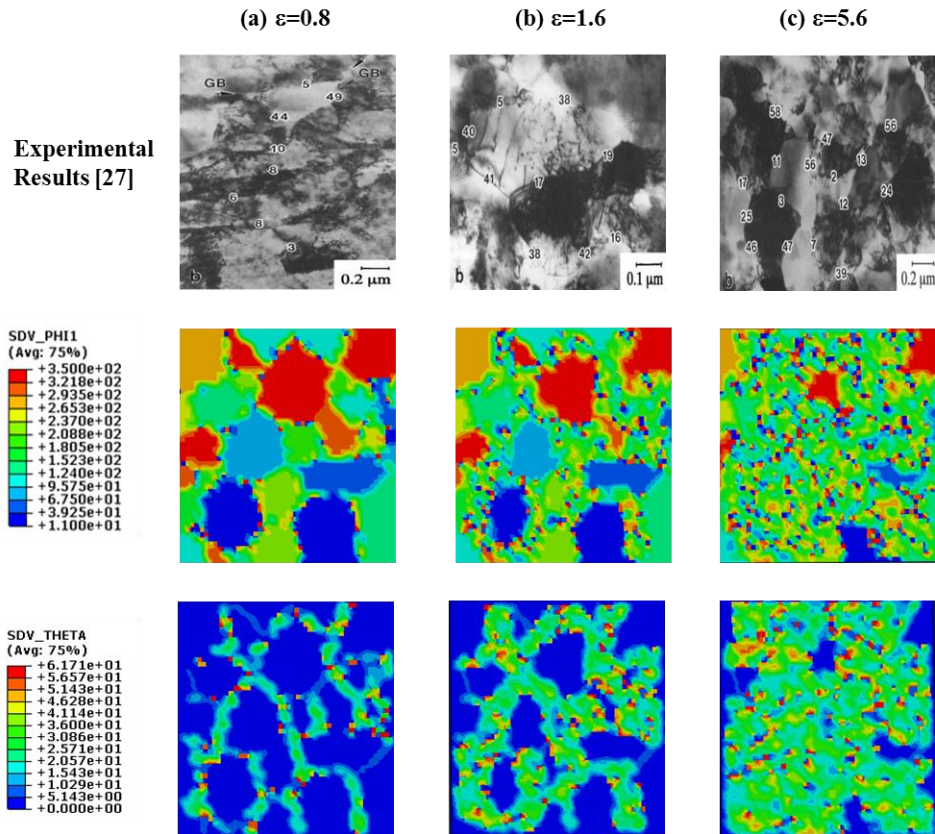 (a) ε=0.8
(b) ε=1.6
(c) ε=5.6
Experimental
Results [27]
GB
5
GB
49
44
10
8
6
8
3
b
0.2 μm
5
38
40
5
19
41
17
16
38
42
b
0.1 μm
58
56
47
11
56
13
17
2
24
3
12
25
46
47
7
39
0.2 μm
SDV_PHI1
(Avg: 75%)
+3.500e+02
+3.218e+02
+2.935e+02
+2.653e+02
+2.370e+02
+2.088e+02
+1.805e+02
+1.523e+02
+1.240e+02
+9.575e+01
+6.750e+01
+3.925e+01
+1.100e+01
SDV_THETA
(Avg: 75%)
+6.171e+01
+5.657e+01
+5.143e+01
+4.628e+01
+4.114e+01
+3.600e+01
+3.086e+01
+2.571e+01
+2.057e+01
+1.543e+01
+1.029e+01
+5.143e+00
+0.000e+00